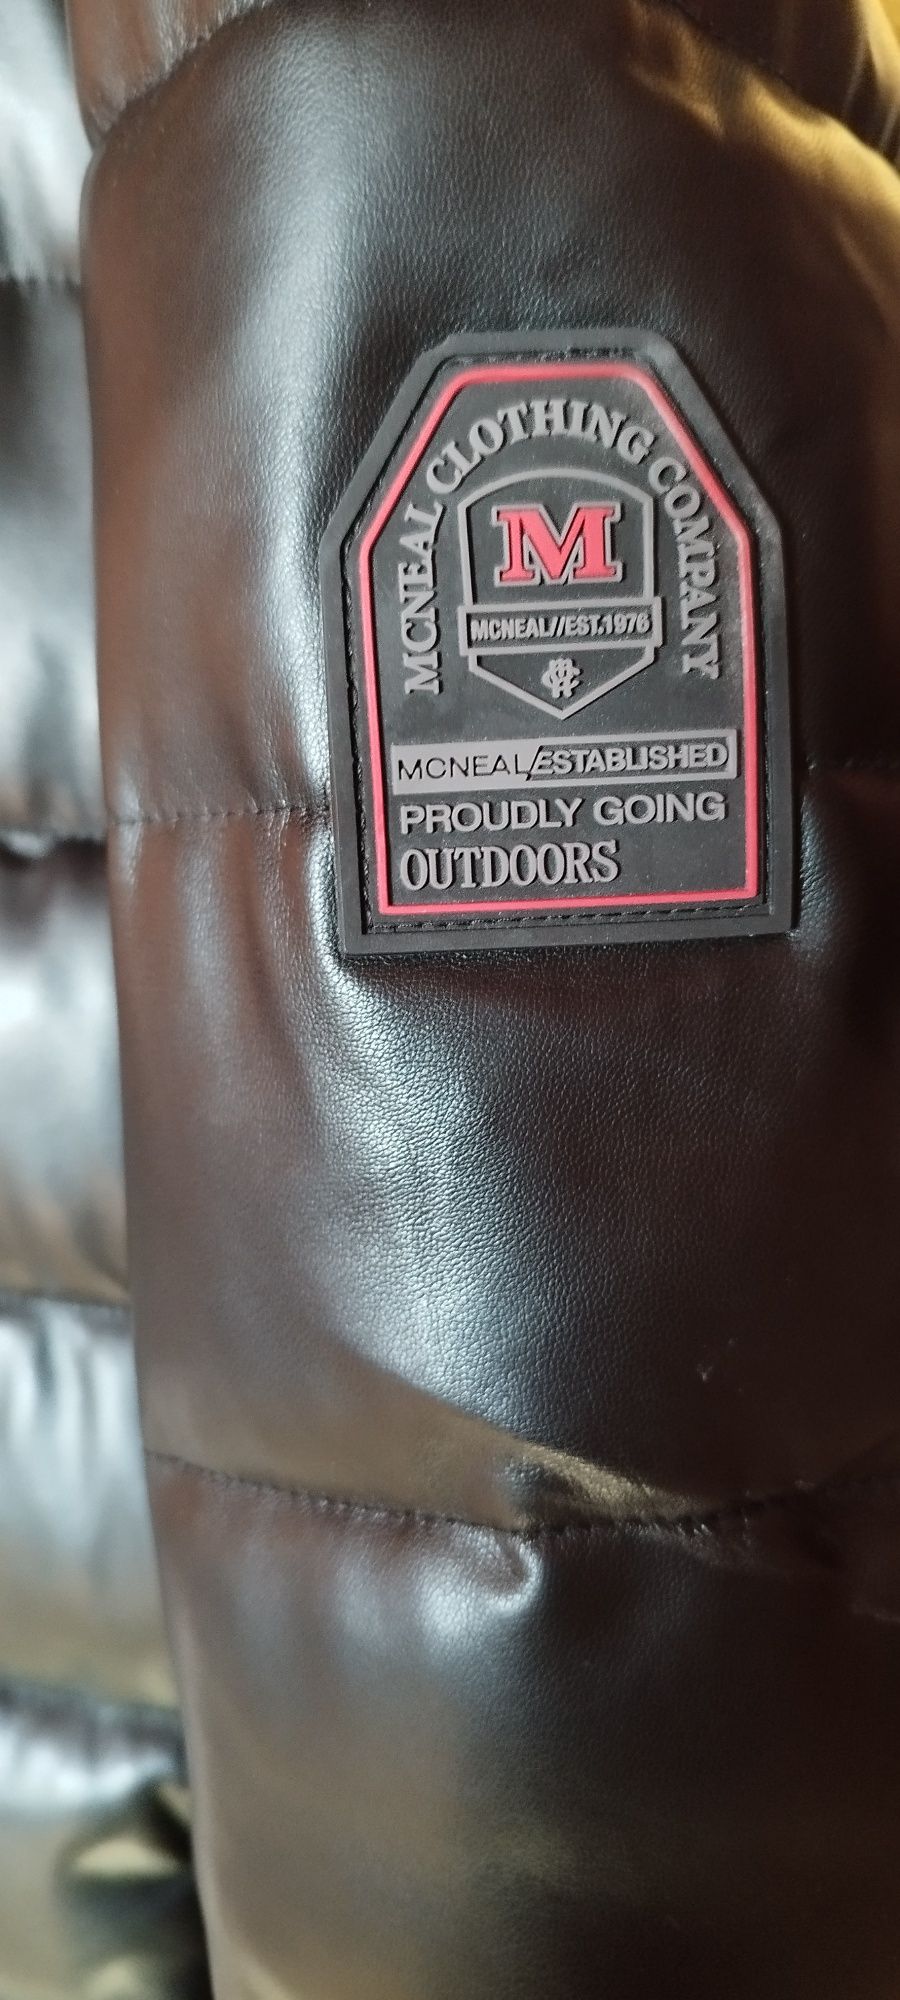 MCNEAL CLOTHING COMPANY
M
MCNEAL//EST.1976
MCNEAL/ESTABLISHED
PROUDLY GOING
OUTDOORS